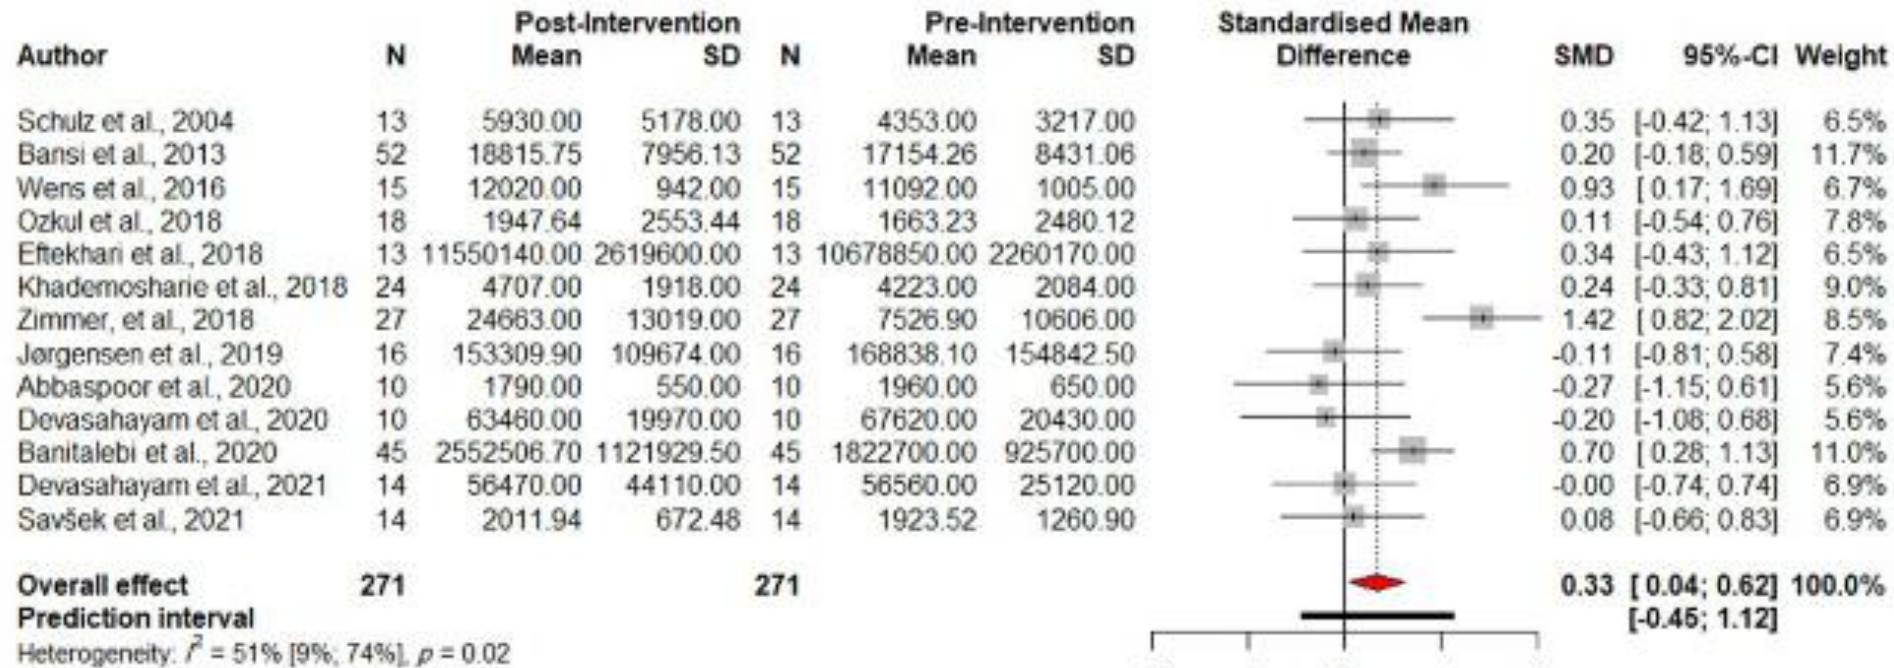 Post-Intervention Pre-Intervention Standardised Mean
Author N Mean SD N Mean SD Difference SMD 95%-CI Weight
Schulz et al., 2004 13 5930.00 5178.00 13 4353.00 3217.00 0.35 [-0.42; 1.13] 6.5%
Bansi et al., 2013 52 18815.75 7956.13 52 17154.26 8431.06 0.20 [-0.18; 0.59] 11.7%
Wens et al., 2016 15 12020.00 942.00 15 11092.00 1005.00 0.93 [ 0.17; 1.69] 6.7%
Ozkul et al., 2018 18 1947.64 2553.44 18 1663.23 2480.12 0.11 [-0.54; 0.76] 7.8%
Eftekhari et al., 2018 13 11550140.00 2619600.00 13 10678850.00 2260170.00 0.34 [-0.43; 1.12] 6.5%
Khademosharie et al., 2018 24 4707.00 1918.00 24 4223.00 2084.00 0.24 [-0.33; 0.81] 9.0%
Zimmer, et al., 2018 27 24663.00 13019.00 27 7526.90 10606.00 1.42 [ 0.82; 2.02] 8.5%
Jørgensen et al., 2019 16 153309.90 109674.00 16 168838.10 154842.50 -0.11 [-0.81; 0.58] 7.4%
Abbaspoor et al., 2020 10 1790.00 550.00 10 1960.00 650.00 -0.27 [-1.15; 0.61] 5.6%
Devasahayam et al., 2020 10 63460.00 19970.00 10 67620.00 20430.00 -0.20 [-1.08; 0.68] 5.6%
Banitalebi et al., 2020 45 2552506.70 1121929.50 45 1822700.00 925700.00 0.70 [ 0.28; 1.13] 11.0%
Devasahayam et al., 2021 14 56470.00 44110.00 14 56560.00 25120.00 -0.00 [-0.74; 0.74] 6.9%
Savšek et al., 2021 14 2011.94 672.48 14 1923.52 1260.90 0.08 [-0.66; 0.83] 6.9%
Overall effect 271 271 0.33 [ 0.04; 0.62] 100.0%
Prediction interval [-0.45; 1.12]
Heterogeneity: I² = 51% [9%; 74%], p = 0.02